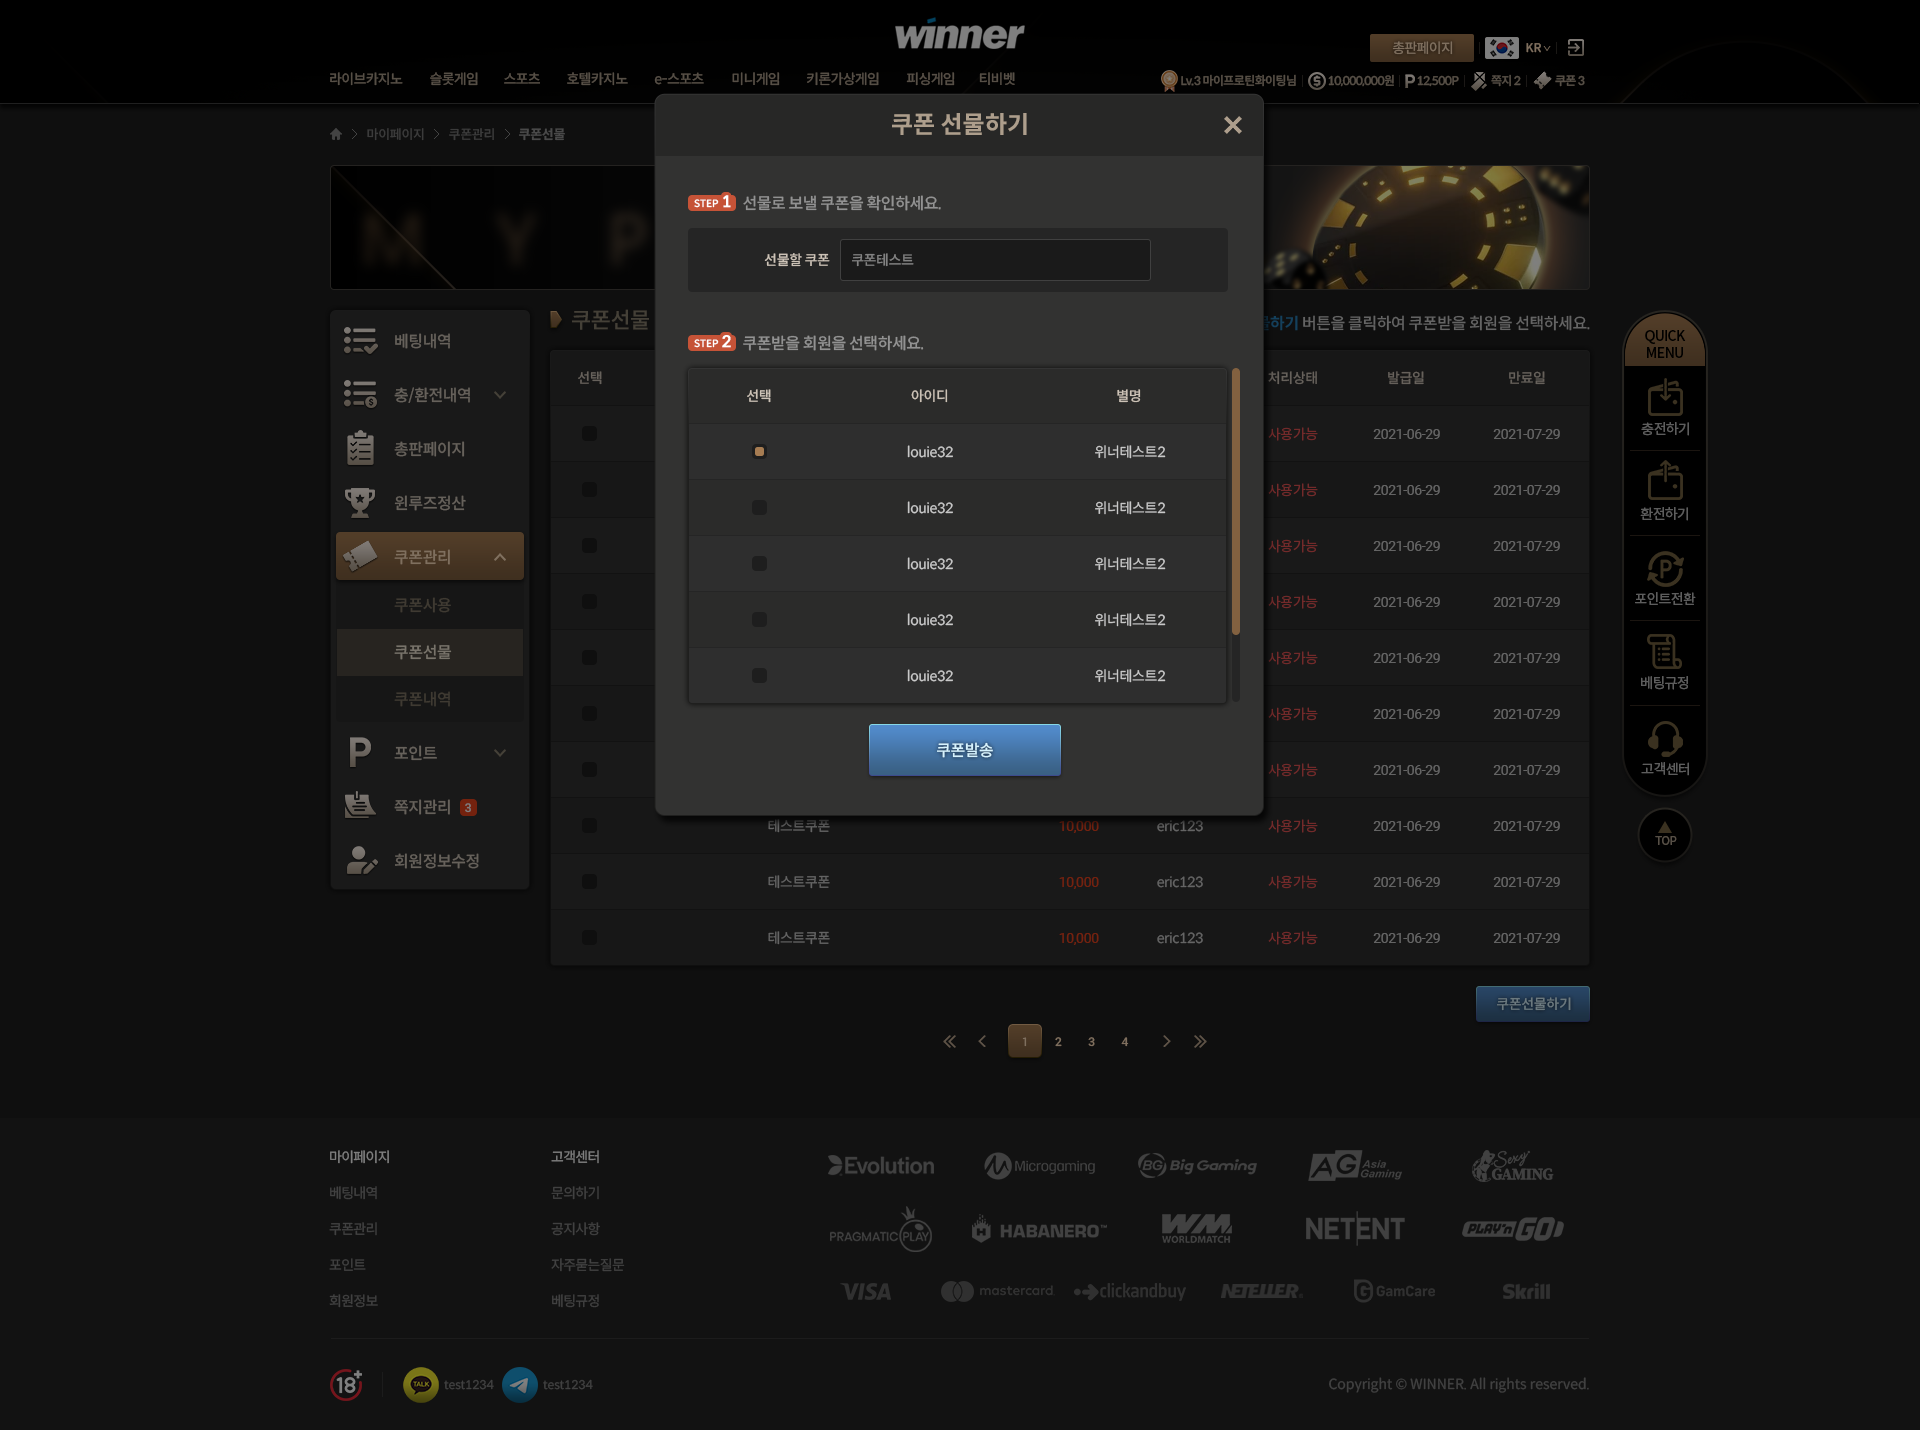 winner
총판페이지
KR
라이브카지노 슬롯게임 스포츠 호텔카지노 e-스포츠 미니게임 키론가상게임 피싱게임 티비벳
Lv.3 마이프로틴화이팅님 10,000,000원 P 12,500P 쪽지 2 쿠폰 3
마이페이지 쿠폰관리 쿠폰선물
M Y P
쿠폰 선물하기
STEP 1 선물로 보낼 쿠폰을 확인하세요.
선물할 쿠폰 쿠폰테스트
STEP 2 쿠폰받을 회원을 선택하세요.
선택 아이디 별명
louie32 위너테스트2
louie32 위너테스트2
louie32 위너테스트2
louie32 위너테스트2
louie32 위너테스트2
쿠폰발송
베팅내역
충/환전내역
총판페이지
윈루즈정산
쿠폰관리
쿠폰사용
쿠폰선물
쿠폰내역
포인트
쪽지관리 3
회원정보수정
쿠폰선물
하기 버튼을 클릭하여 쿠폰받을 회원을 선택하세요.
선택 처리상태 발급일 만료일
사용가능 2021-06-29 2021-07-29
사용가능 2021-06-29 2021-07-29
사용가능 2021-06-29 2021-07-29
사용가능 2021-06-29 2021-07-29
사용가능 2021-06-29 2021-07-29
사용가능 2021-06-29 2021-07-29
사용가능 2021-06-29 2021-07-29
테스트쿠폰 10,000 eric123 사용가능 2021-06-29 2021-07-29
테스트쿠폰 10,000 eric123 사용가능 2021-06-29 2021-07-29
테스트쿠폰 10,000 eric123 사용가능 2021-06-29 2021-07-29
쿠폰선물하기
1 2 3 4
QUICK
MENU
충전하기
환전하기
포인트전환
베팅규정
고객센터
TOP
마이페이지
베팅내역
쿠폰관리
포인트
회원정보
고객센터
문의하기
공지사항
자주묻는질문
베팅규정
Evolution Microgaming BG Big Gaming AG Asia Gaming Sexy GAMING
PRAGMATIC PLAY HABANERO™ WM WORLDMATCH NETENT PLAY'n GO
VISA mastercard clickandbuy NETELLER GamCare Skrill
18+ TALK test1234 test1234
Copyright © WINNER. All rights reserved.